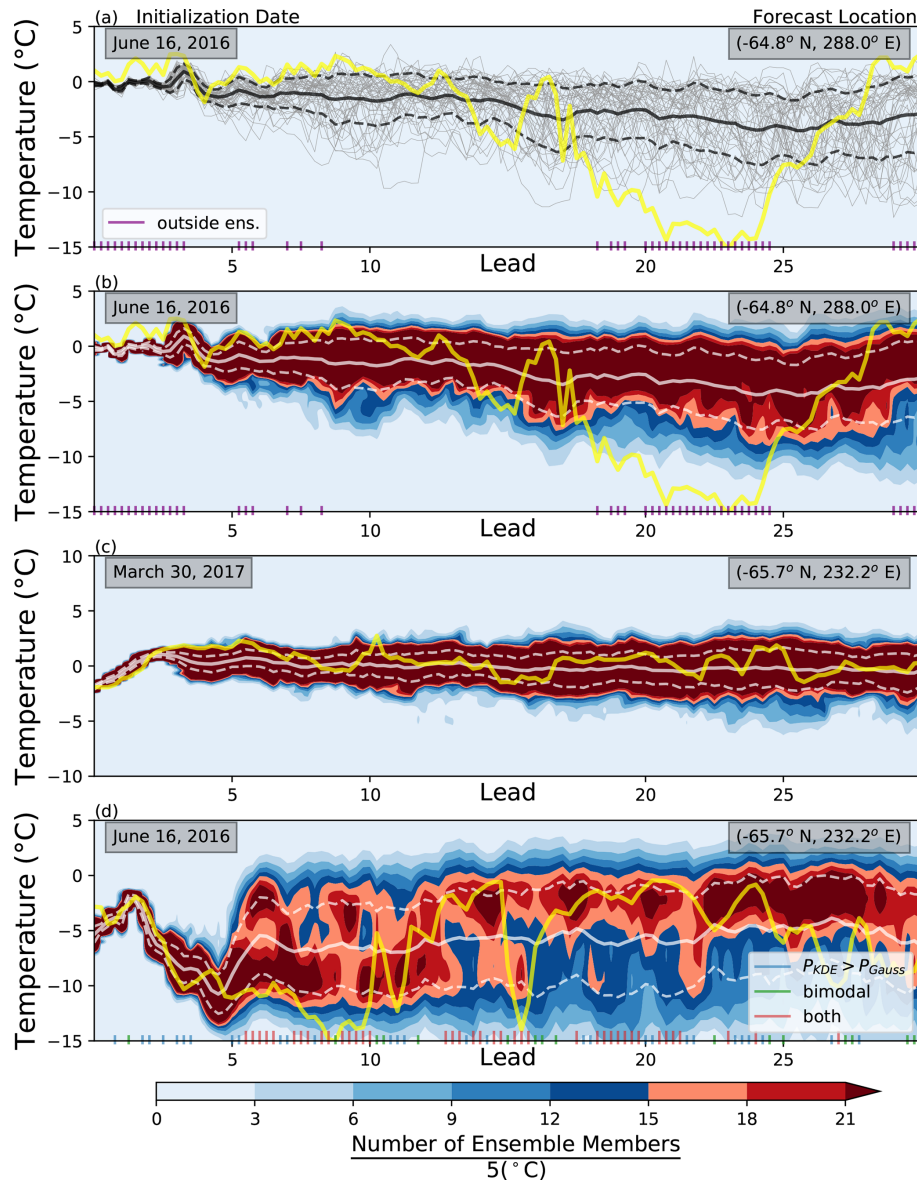 (a) Initialization Date Forecast Location
5
June 16, 2016 (-64.8° N, 288.0° E)
0
−5
−10
outside ens.
−15
Temperature (°C)
5 10 Lead 20 25
(b)
5
June 16, 2016 (-64.8° N, 288.0° E)
0
−5
−10
−15
Temperature (°C)
5 10 Lead 20 25
(c)
10
March 30, 2017 (-65.7° N, 232.2° E)
5
0
−5
−10
Temperature (°C)
5 10 Lead 20 25
(d)
5
June 16, 2016 (-65.7° N, 232.2° E)
0
−5
−10
P_KDE > P_Gauss
bimodal
both
−15
Temperature (°C)
5 10 Lead 20 25
0 3 6 9 12 15 18 21
Number of Ensemble Members
5(°C)